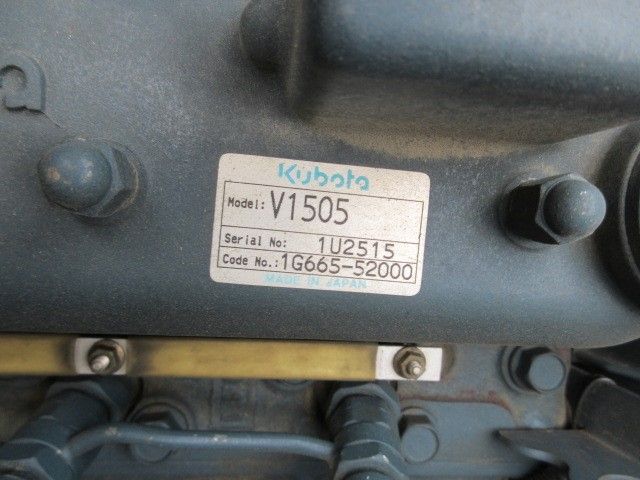 Kubota
Model: V1505
Serial No: 1U2515
Code No.: 1G665-52000
MADE IN JAPAN